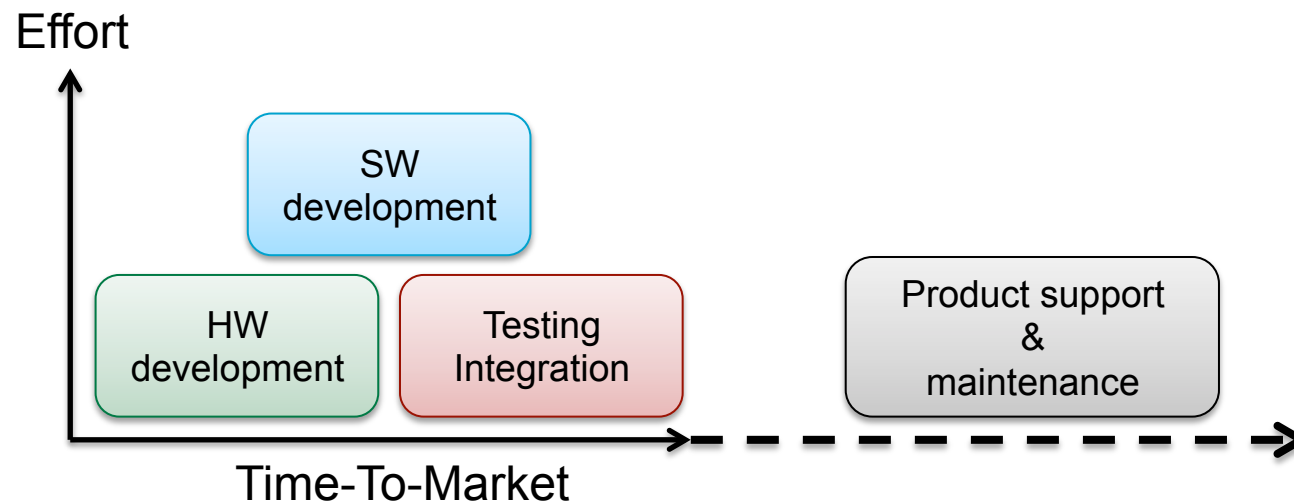 Effort
SW
development
HW
development
Testing
Integration
Product support
&
maintenance
Time-To-Market